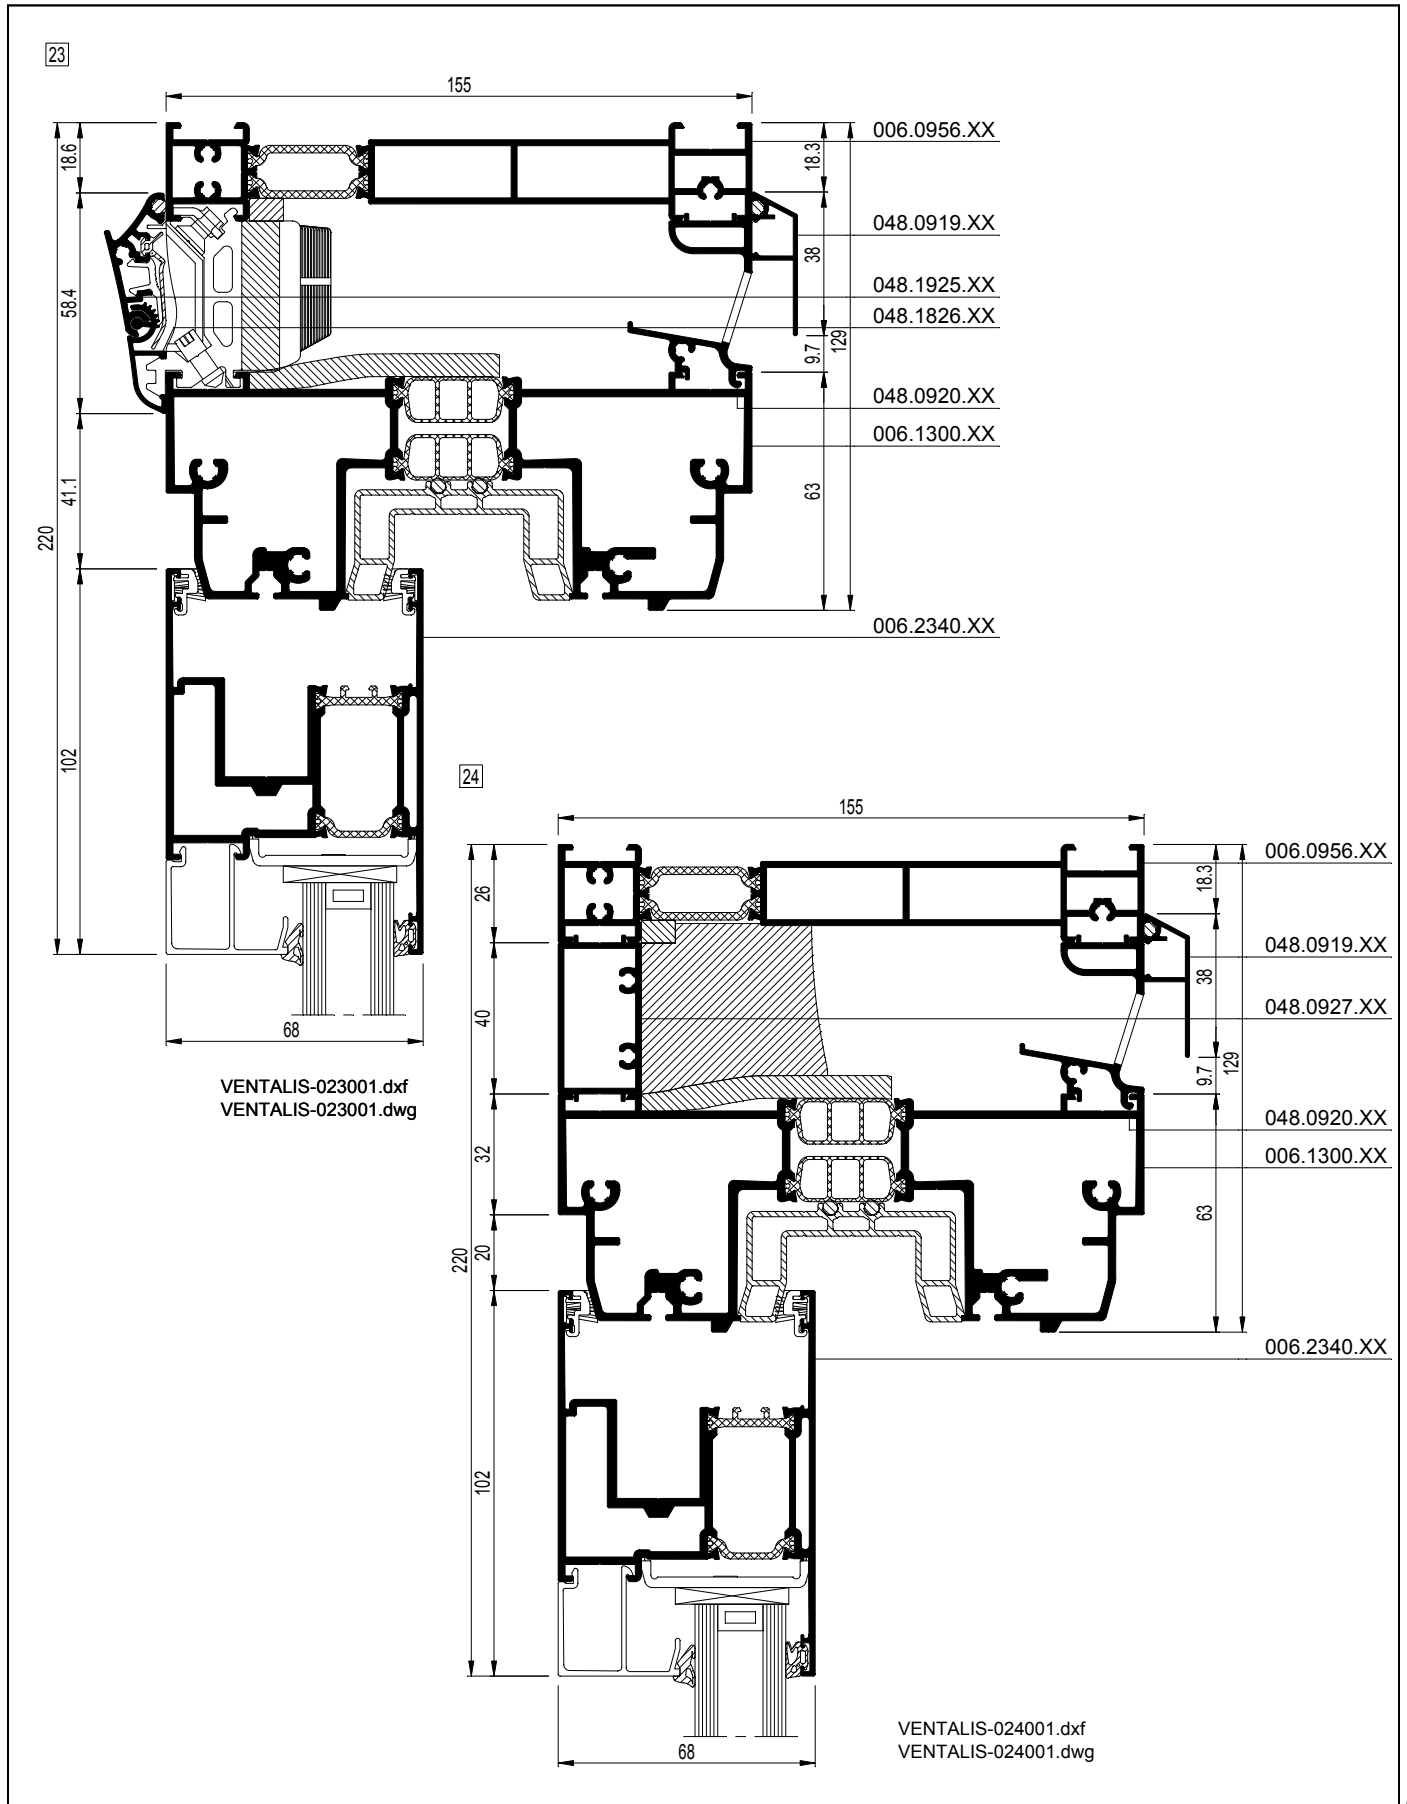 23
155
18.6
58.4
41.1
220
102
18.3
38
9.7
129
63
006.0956.XX
048.0919.XX
048.1925.XX
048.1826.XX
048.0920.XX
006.1300.XX
006.2340.XX
68
VENTALIS-023001.dxf
VENTALIS-023001.dwg
24
155
26
40
32
20
220
102
18.3
38
9.7
129
63
006.0956.XX
048.0919.XX
048.0927.XX
048.0920.XX
006.1300.XX
006.2340.XX
68
VENTALIS-024001.dxf
VENTALIS-024001.dwg